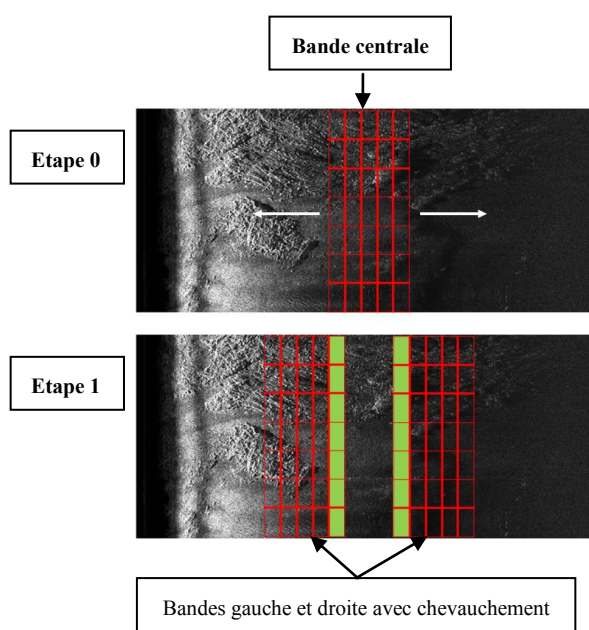 Bande centrale
Etape 0
Etape 1
Bandes gauche et droite avec chevauchement